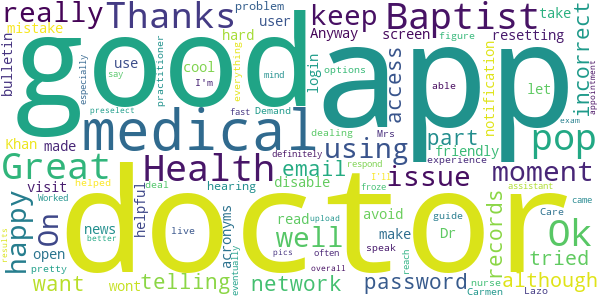 really Thanks problem user hard keep Anyway screen Baptist take resetting
mistake bulletin good cool use practitioner I'm especially say preselect everything
login options mind figure access app able let notification incorrect
Demand fast dealing Mrs medical using part friendly pop appointment exam
Khan made definitely experience
Great Health email issue moment
visit hearing disable respond I'll froze assistant
happy On news helpful deal helped doctor well read avoid Dr records Ok
Worked better live acronyms upload make guide Care came tried
open pics often speak reach nurse although
results pretty want wont telling eventually network overall password Carmen Lazo